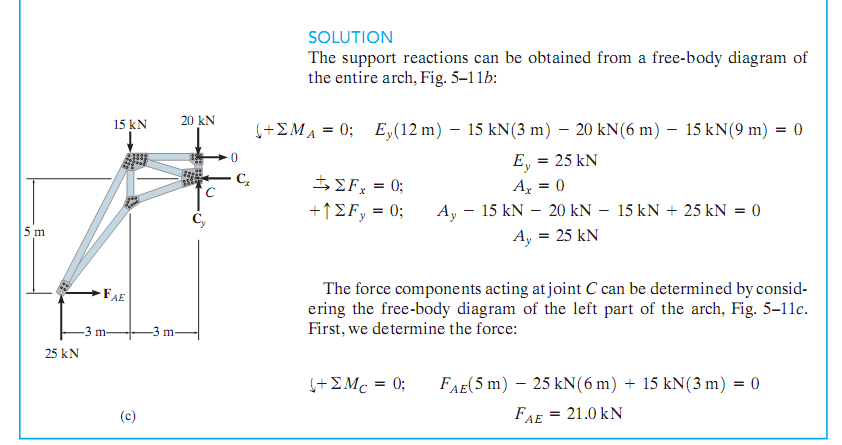 SOLUTION
The support reactions can be obtained from a free-body diagram of
the entire arch, Fig. 5–11b:
↓+ΣM_A = 0; E_y(12 m) − 15 kN(3 m) − 20 kN(6 m) − 15 kN(9 m) = 0
E_y = 25 kN
→+ ΣF_x = 0; A_x = 0
+↑ΣF_y = 0; A_y − 15 kN − 20 kN − 15 kN + 25 kN = 0
A_y = 25 kN
The force components acting at joint C can be determined by consid-
ering the free-body diagram of the left part of the arch, Fig. 5–11c.
First, we determine the force:
↓+ΣM_C = 0; F_AE(5 m) − 25 kN(6 m) + 15 kN(3 m) = 0
F_AE = 21.0 kN
15 kN
20 kN
0
C_x
C
C_y
5 m
F_AE
3 m
3 m
25 kN
(c)